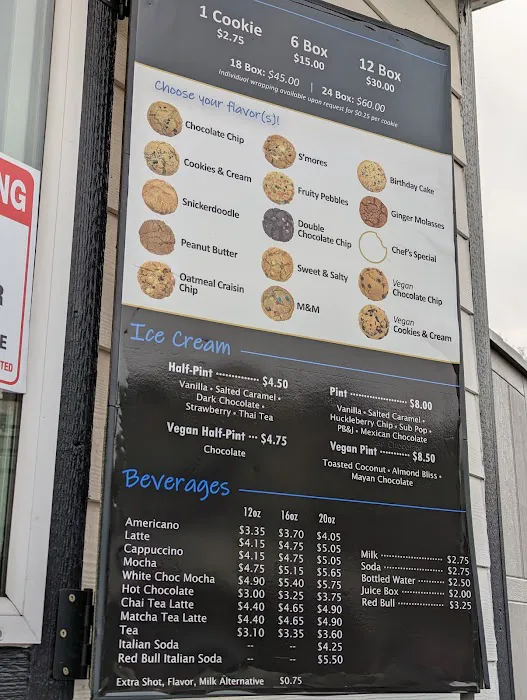 1 Cookie
$2.75
6 Box
$15.00
12 Box
$30.00
18 Box: $45.00 | 24 Box: $60.00
Individual wrapping available upon request for $0.25 per cookie
Choose your flavor(s)!
Chocolate Chip
Cookies & Cream
Snickerdoodle
Peanut Butter
Oatmeal Craisin
Chip
S'mores
Fruity Pebbles
Double
Chocolate Chip
Sweet & Salty
M&M
Birthday Cake
Ginger Molasses
Chef's Special
Vegan
Chocolate Chip
Vegan
Cookies & Cream
Ice Cream
Half-Pint ............... $4.50
Vanilla • Salted Caramel •
Dark Chocolate •
Strawberry • Thai Tea
Vegan Half-Pint ... $4.75
Chocolate
Pint ..................... $8.00
Vanilla • Salted Caramel •
Huckleberry Chip • Sub Pop •
PB&J • Mexican Chocolate
Vegan Pint ........... $8.50
Toasted Coconut • Almond Bliss •
Mayan Chocolate
Beverages
12oz 16oz 20oz
Americano $3.35 $3.70 $4.05
Latte $4.15 $4.75 $5.05
Cappuccino $4.15 $4.75 $5.05
Mocha $4.75 $5.15 $5.65
White Choc Mocha $4.90 $5.40 $5.75
Hot Chocolate $3.00 $3.25 $3.75
Chai Tea Latte $4.40 $4.65 $4.90
Matcha Tea Latte $4.40 $4.65 $4.90
Tea $3.10 $3.35 $3.60
Italian Soda -- -- $4.25
Red Bull Italian Soda -- -- $5.50
Extra Shot, Flavor, Milk Alternative $0.75
Milk ................ $2.75
Soda ................ $2.75
Bottled Water ........ $2.50
Juice Box ........... $2.00
Red Bull ............. $3.25
NG
R
E
TED